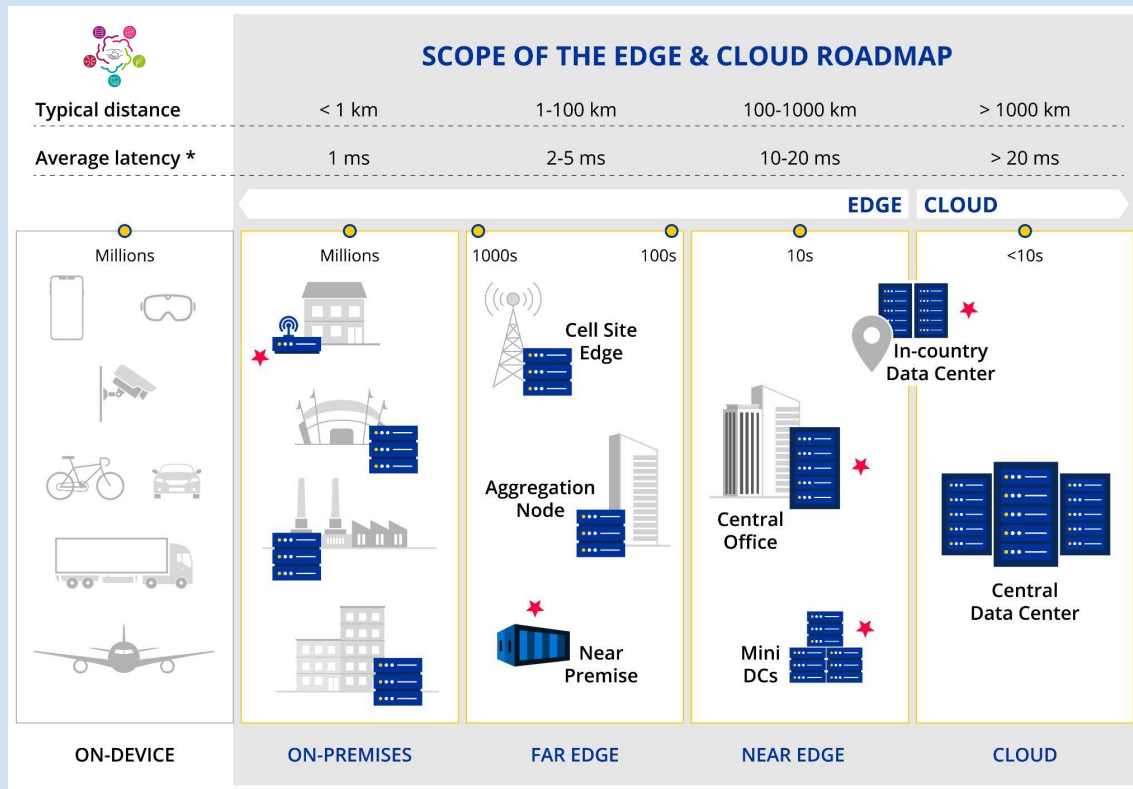 SCOPE OF THE EDGE & CLOUD ROADMAP
Typical distance < 1 km 1-100 km 100-1000 km > 1000 km
Average latency * 1 ms 2-5 ms 10-20 ms > 20 ms
EDGE CLOUD
Millions Millions 1000s 100s 10s <10s
Cell Site
Edge
In-country
Data Center
Aggregation
Node
Central
Office
Central
Data Center
Near
Premise
Mini
DCs
ON-DEVICE ON-PREMISES FAR EDGE NEAR EDGE CLOUD